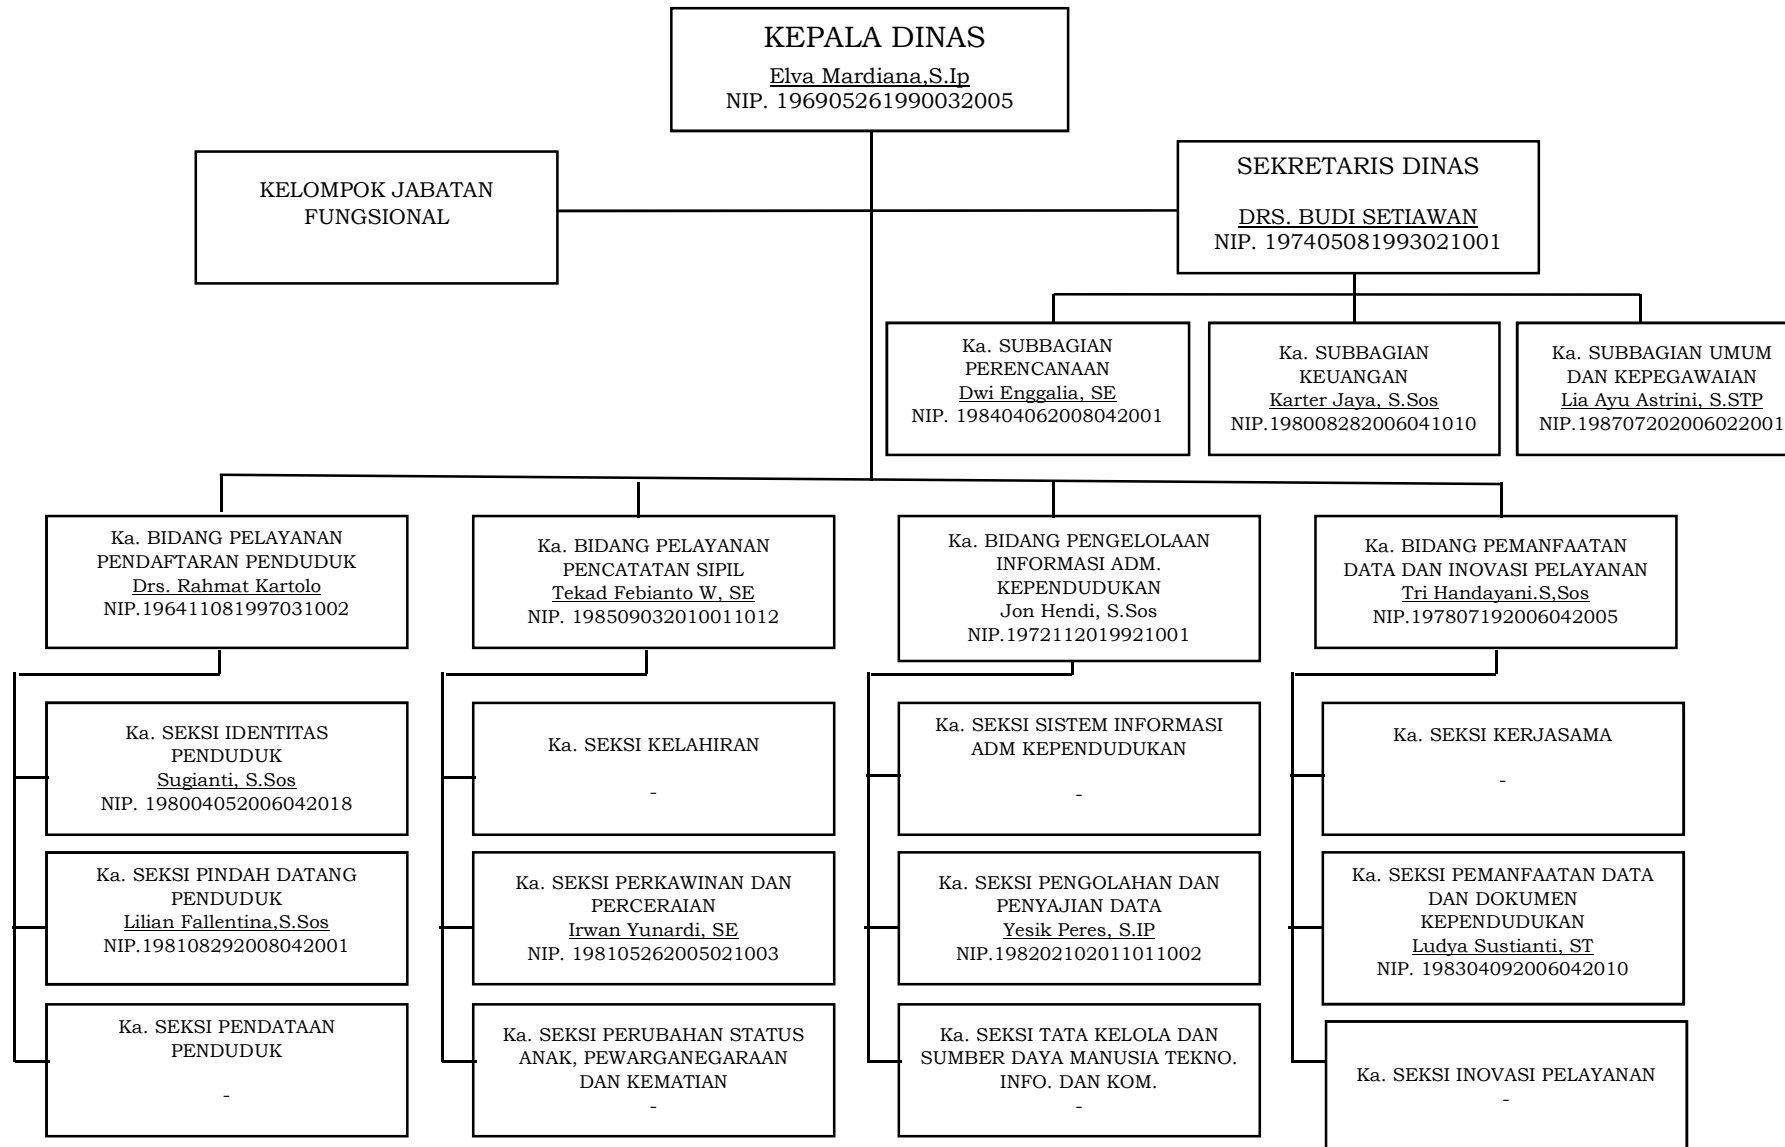 KEPALA DINAS
Elva Mardiana,S.Ip
NIP. 196905261990032005
KELOMPOK JABATAN
FUNGSIONAL
SEKRETARIS DINAS
DRS. BUDI SETIAWAN
NIP. 197405081993021001
Ka. SUBBAGIAN
PERENCANAAN
Dwi Enggalia, SE
NIP. 198404062008042001
Ka. SUBBAGIAN
KEUANGAN
Karter Jaya, S.Sos
NIP.198008282006041010
Ka. SUBBAGIAN UMUM
DAN KEPEGAWAIAN
Lia Ayu Astrini, S.STP
NIP.198707202006022001
Ka. BIDANG PELAYANAN
PENDAFTARAN PENDUDUK
Drs. Rahmat Kartolo
NIP.196411081997031002
Ka. BIDANG PELAYANAN
PENCATATAN SIPIL
Tekad Febianto W, SE
NIP. 198509032010011012
Ka. BIDANG PENGELOLAAN
INFORMASI ADM.
KEPENDUDUKAN
Jon Hendi, S.Sos
NIP.1972112019921001
Ka. BIDANG PEMANFAATAN
DATA DAN INOVASI PELAYANAN
Tri Handayani.S,Sos
NIP.197807192006042005
Ka. SEKSI IDENTITAS
PENDUDUK
Sugianti, S.Sos
NIP. 198004052006042018
Ka. SEKSI KELAHIRAN
-
Ka. SEKSI SISTEM INFORMASI
ADM KEPENDUDUKAN
-
Ka. SEKSI KERJASAMA
-
Ka. SEKSI PINDAH DATANG
PENDUDUK
Lilian Fallentina,S.Sos
NIP.198108292008042001
Ka. SEKSI PERKAWINAN DAN
PERCERAIAN
Irwan Yunardi, SE
NIP. 198105262005021003
Ka. SEKSI PENGOLAHAN DAN
PENYAJIAN DATA
Yesik Peres, S.IP
NIP.198202102011011002
Ka. SEKSI PEMANFAATAN DATA
DAN DOKUMEN
KEPENDUDUKAN
Ludya Sustianti, ST
NIP. 198304092006042010
Ka. SEKSI PENDATAAN
PENDUDUK
-
Ka. SEKSI PERUBAHAN STATUS
ANAK, PEWARGANEGARAAN
DAN KEMATIAN
-
Ka. SEKSI TATA KELOLA DAN
SUMBER DAYA MANUSIA TEKNO.
INFO. DAN KOM.
-
Ka. SEKSI INOVASI PELAYANAN
-